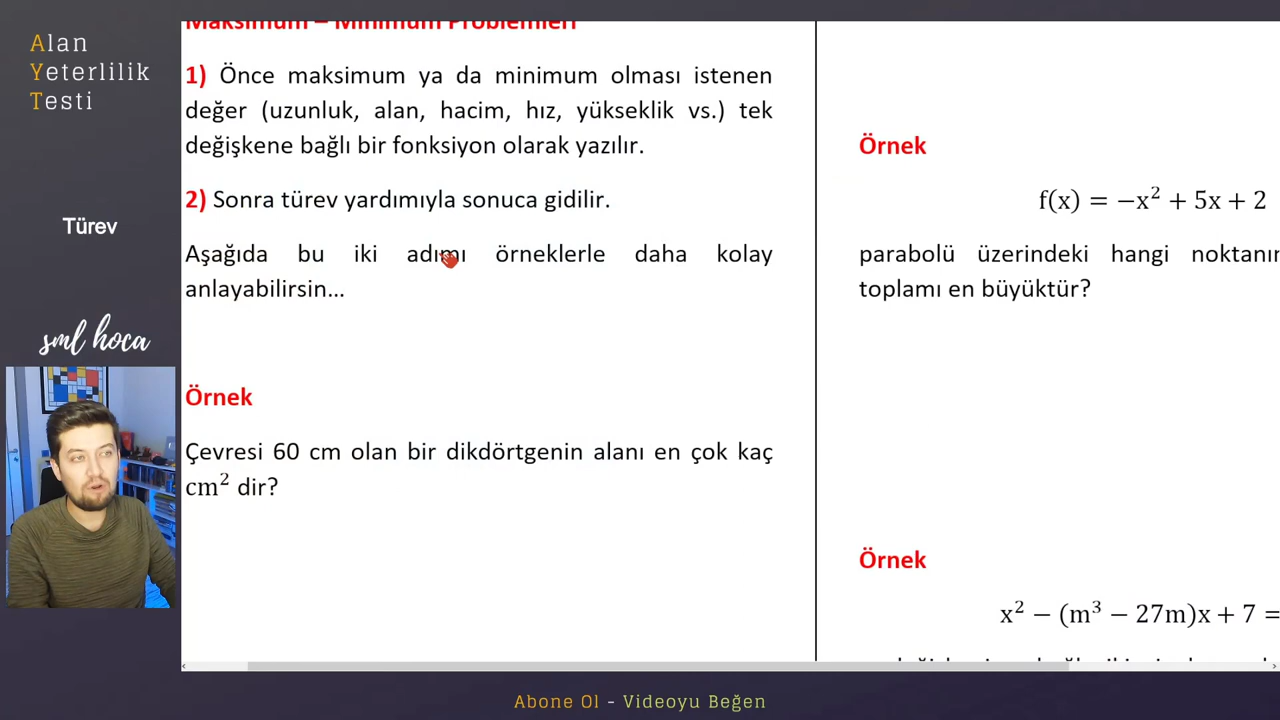 Alan
Yeterlilik
Testi
Türev
sml hoca
Maksimum – Minimum Problemleri
1) Önce maksimum ya da minimum olması istenen
değer (uzunluk, alan, hacim, hız, yükseklik vs.) tek
değişkene bağlı bir fonksiyon olarak yazılır.
2) Sonra türev yardımıyla sonuca gidilir.
Aşağıda bu iki adımı örneklerle daha kolay
anlayabilirsin...
Örnek
Çevresi 60 cm olan bir dikdörtgenin alanı en çok kaç
cm² dir?
Örnek
f(x) = −x² + 5x + 2
parabolü üzerindeki hangi
toplamı en büyüktür?
Örnek
x² − (m³ − 27m)x + 7 =
Abone Ol - Videoyu Beğen